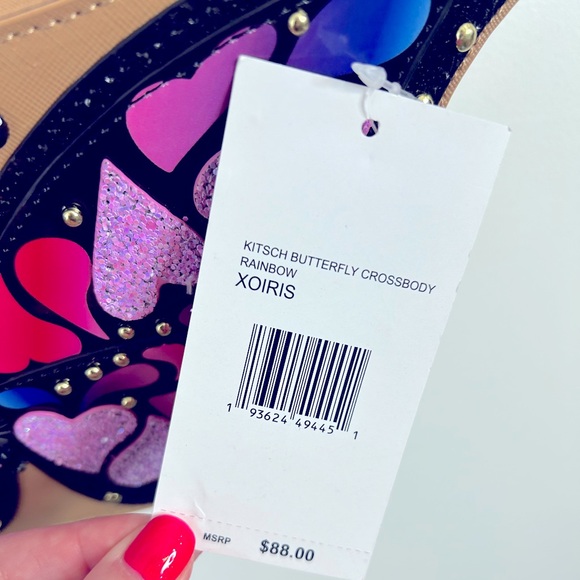 KITSCH BUTTERFLY CROSSBODY
RAINBOW
XOIRIS
1 93624 49445 1
MSRP $88.00